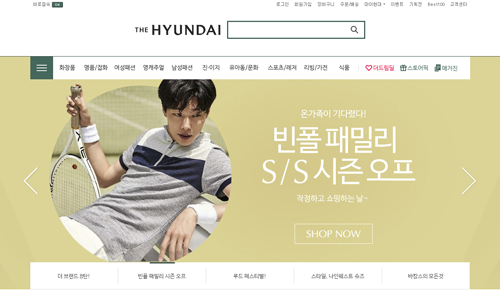 바로접속 ON
로그인 회원가입 장바구니 주문/배송 마이현대 이벤트 기획전 Best100 고객센터
THE HYUNDAI
화장품 명품/잡화 여성패션 영캐주얼 남성패션 진·이지 유아동/문화 스포츠/레저 리빙/가전 식품 더드림딜 스토어픽 매거진
온가족이 기다렸다!
빈폴 패밀리
S/S 시즌 오프
작정하고 쇼핑하는 날~
SHOP NOW
더 브랜드 찬탄! 빈폴 패밀리 시즌 오프 푸드 페스티벌! 스타일, 나인웨스트 슈즈 바캉스의 모든것